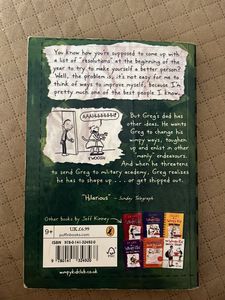 You know how you're supposed to come up with
a list of "resolutions" at the beginning of the
year to try to make yourself a better person?
Well, the problem is, it's not easy for me to
think of ways to improve myself, because I'm
pretty much one of the best people I know.
AAAAHHHH!
WHOOSH
But Greg's dad has
other ideas. He wants
Greg to change his
wimpy ways, toughen
up and enlist in other
'manly' endeavours.
And when he threatens
to send Greg to military academy, Greg realises
he has to shape up . . . or get shipped out.
"Hilarious" – Sunday Telegraph
Other books by Jeff Kinney
9+
U.K. £6.99
puffinbooks.com
wimpykidclub.co.uk